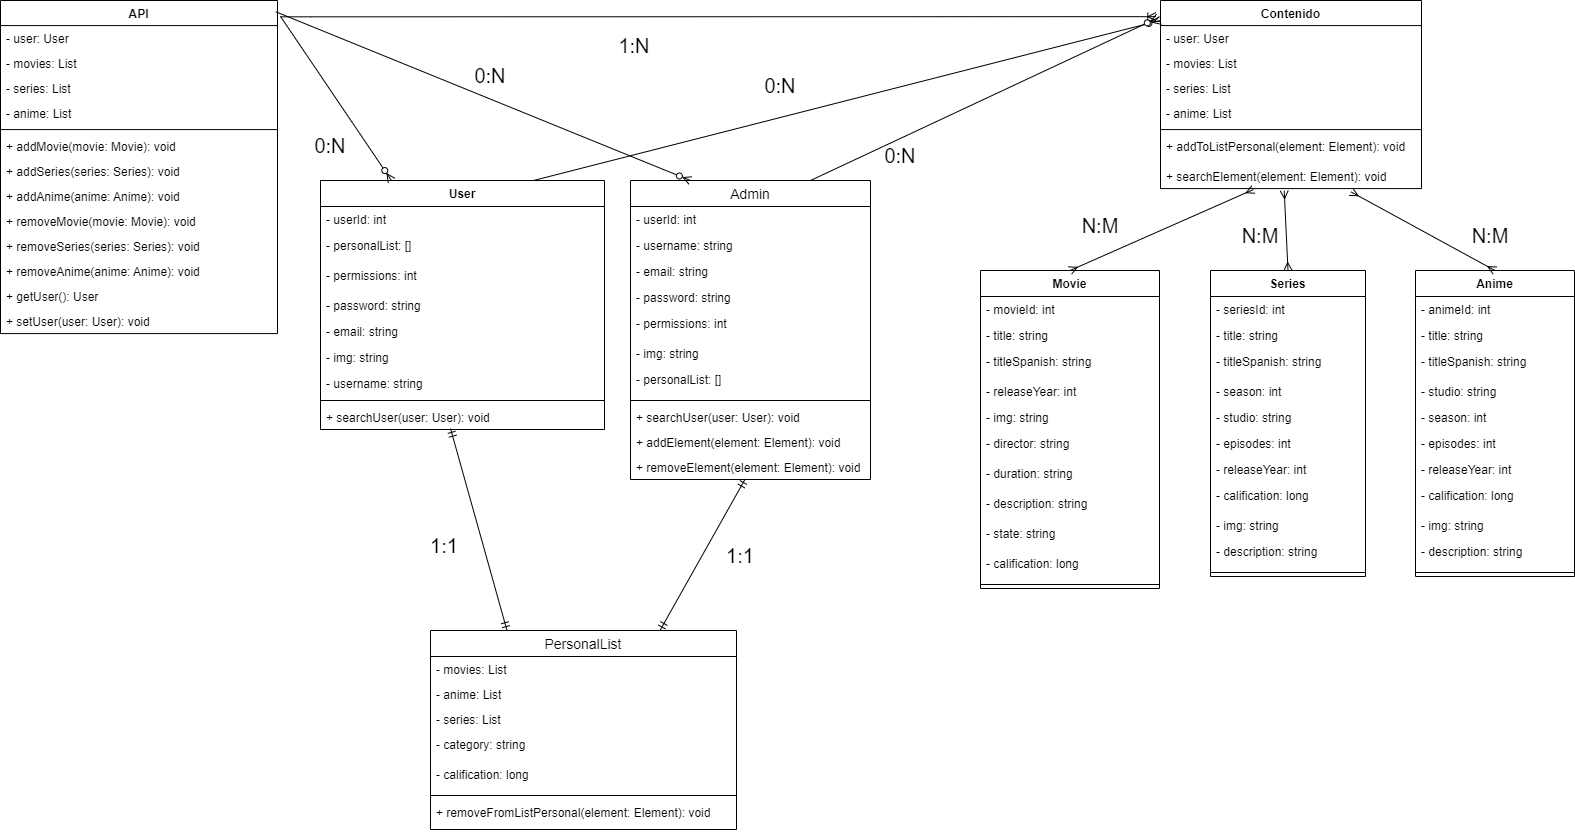 API
- user: User
- movies: List
- series: List
- anime: List
+ addMovie(movie: Movie): void
+ addSeries(series: Series): void
+ addAnime(anime: Anime): void
+ removeMovie(movie: Movie): void
+ removeSeries(series: Series): void
+ removeAnime(anime: Anime): void
+ getUser(): User
+ setUser(user: User): void
1:N
0:N
0:N
0:N
0:N
Contenido
- user: User
- movies: List
- series: List
- anime: List
+ addToListPersonal(element: Element): void
+ searchElement(element: Element): void
User
- userId: int
- personalList: []
- permissions: int
- password: string
- email: string
- img: string
- username: string
+ searchUser(user: User): void
Admin
- userId: int
- username: string
- email: string
- password: string
- permissions: int
- img: string
- personalList: []
+ searchUser(user: User): void
+ addElement(element: Element): void
+ removeElement(element: Element): void
N:M
N:M
N:M
Movie
- movieId: int
- title: string
- titleSpanish: string
- releaseYear: int
- img: string
- director: string
- duration: string
- description: string
- state: string
- calification: long
Series
- seriesId: int
- title: string
- titleSpanish: string
- season: int
- studio: string
- episodes: int
- releaseYear: int
- calification: long
- img: string
- description: string
Anime
- animeId: int
- title: string
- titleSpanish: string
- studio: string
- season: int
- episodes: int
- releaseYear: int
- calification: long
- img: string
- description: string
1:1
1:1
PersonalList
- movies: List
- anime: List
- series: List
- category: string
- calification: long
+ removeFromListPersonal(element: Element): void